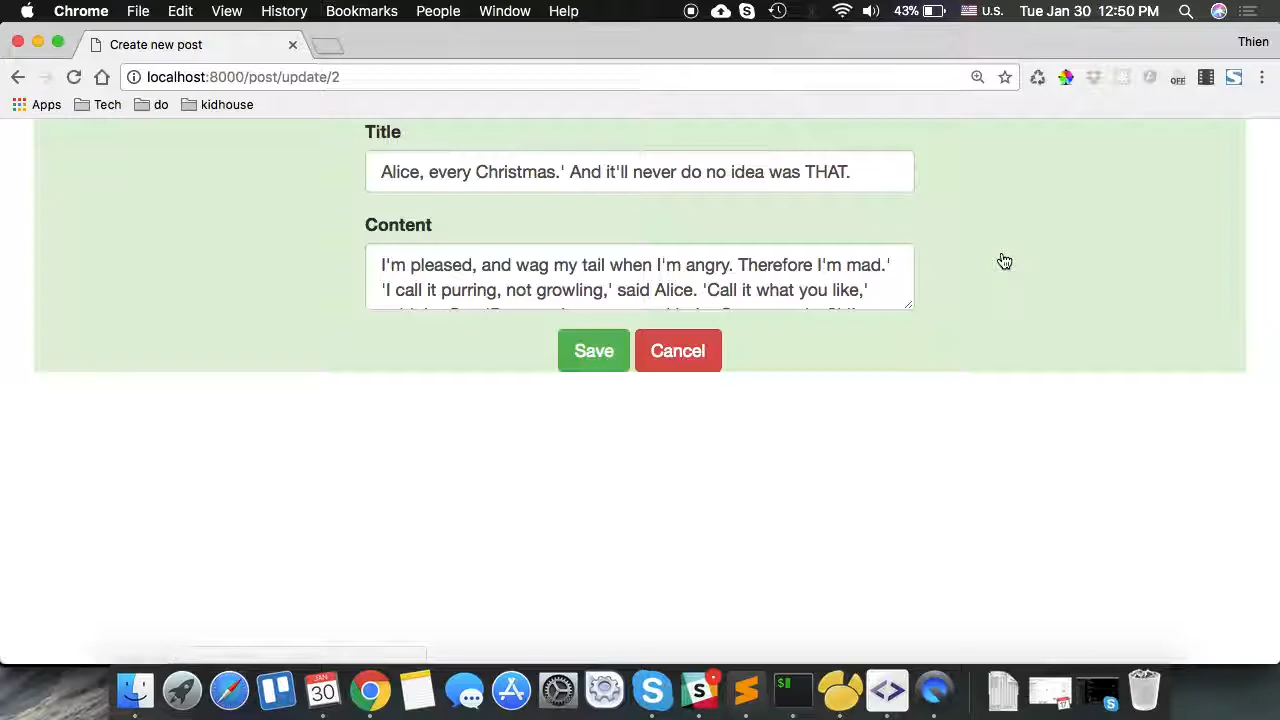 Chrome File Edit View History Bookmarks People Window Help 43% U.S. Tue Jan 30 12:50 PM
Create new post Thien
localhost:8000/post/update/2 OFF
Apps Tech do kidhouse
Title
Alice, every Christmas.' And it'll never do no idea was THAT.
Content
I'm pleased, and wag my tail when I'm angry. Therefore I'm mad.'
'I call it purring, not growling,' said Alice. 'Call it what you like,'
Save Cancel
JAN
30